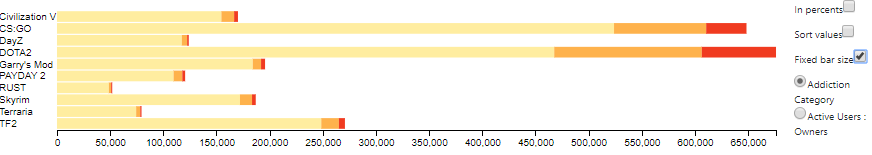 Civilization V
CS:GO
DayZ
DOTA2
Garry's Mod
PAYDAY 2
RUST
Skyrim
Terraria
TF2
0 50,000 100,000 150,000 200,000 250,000 300,000 350,000 400,000 450,000 500,000 550,000 600,000 650,000
In percents
Sort values
Fixed bar size
Addiction
Category
Active Users :
Owners